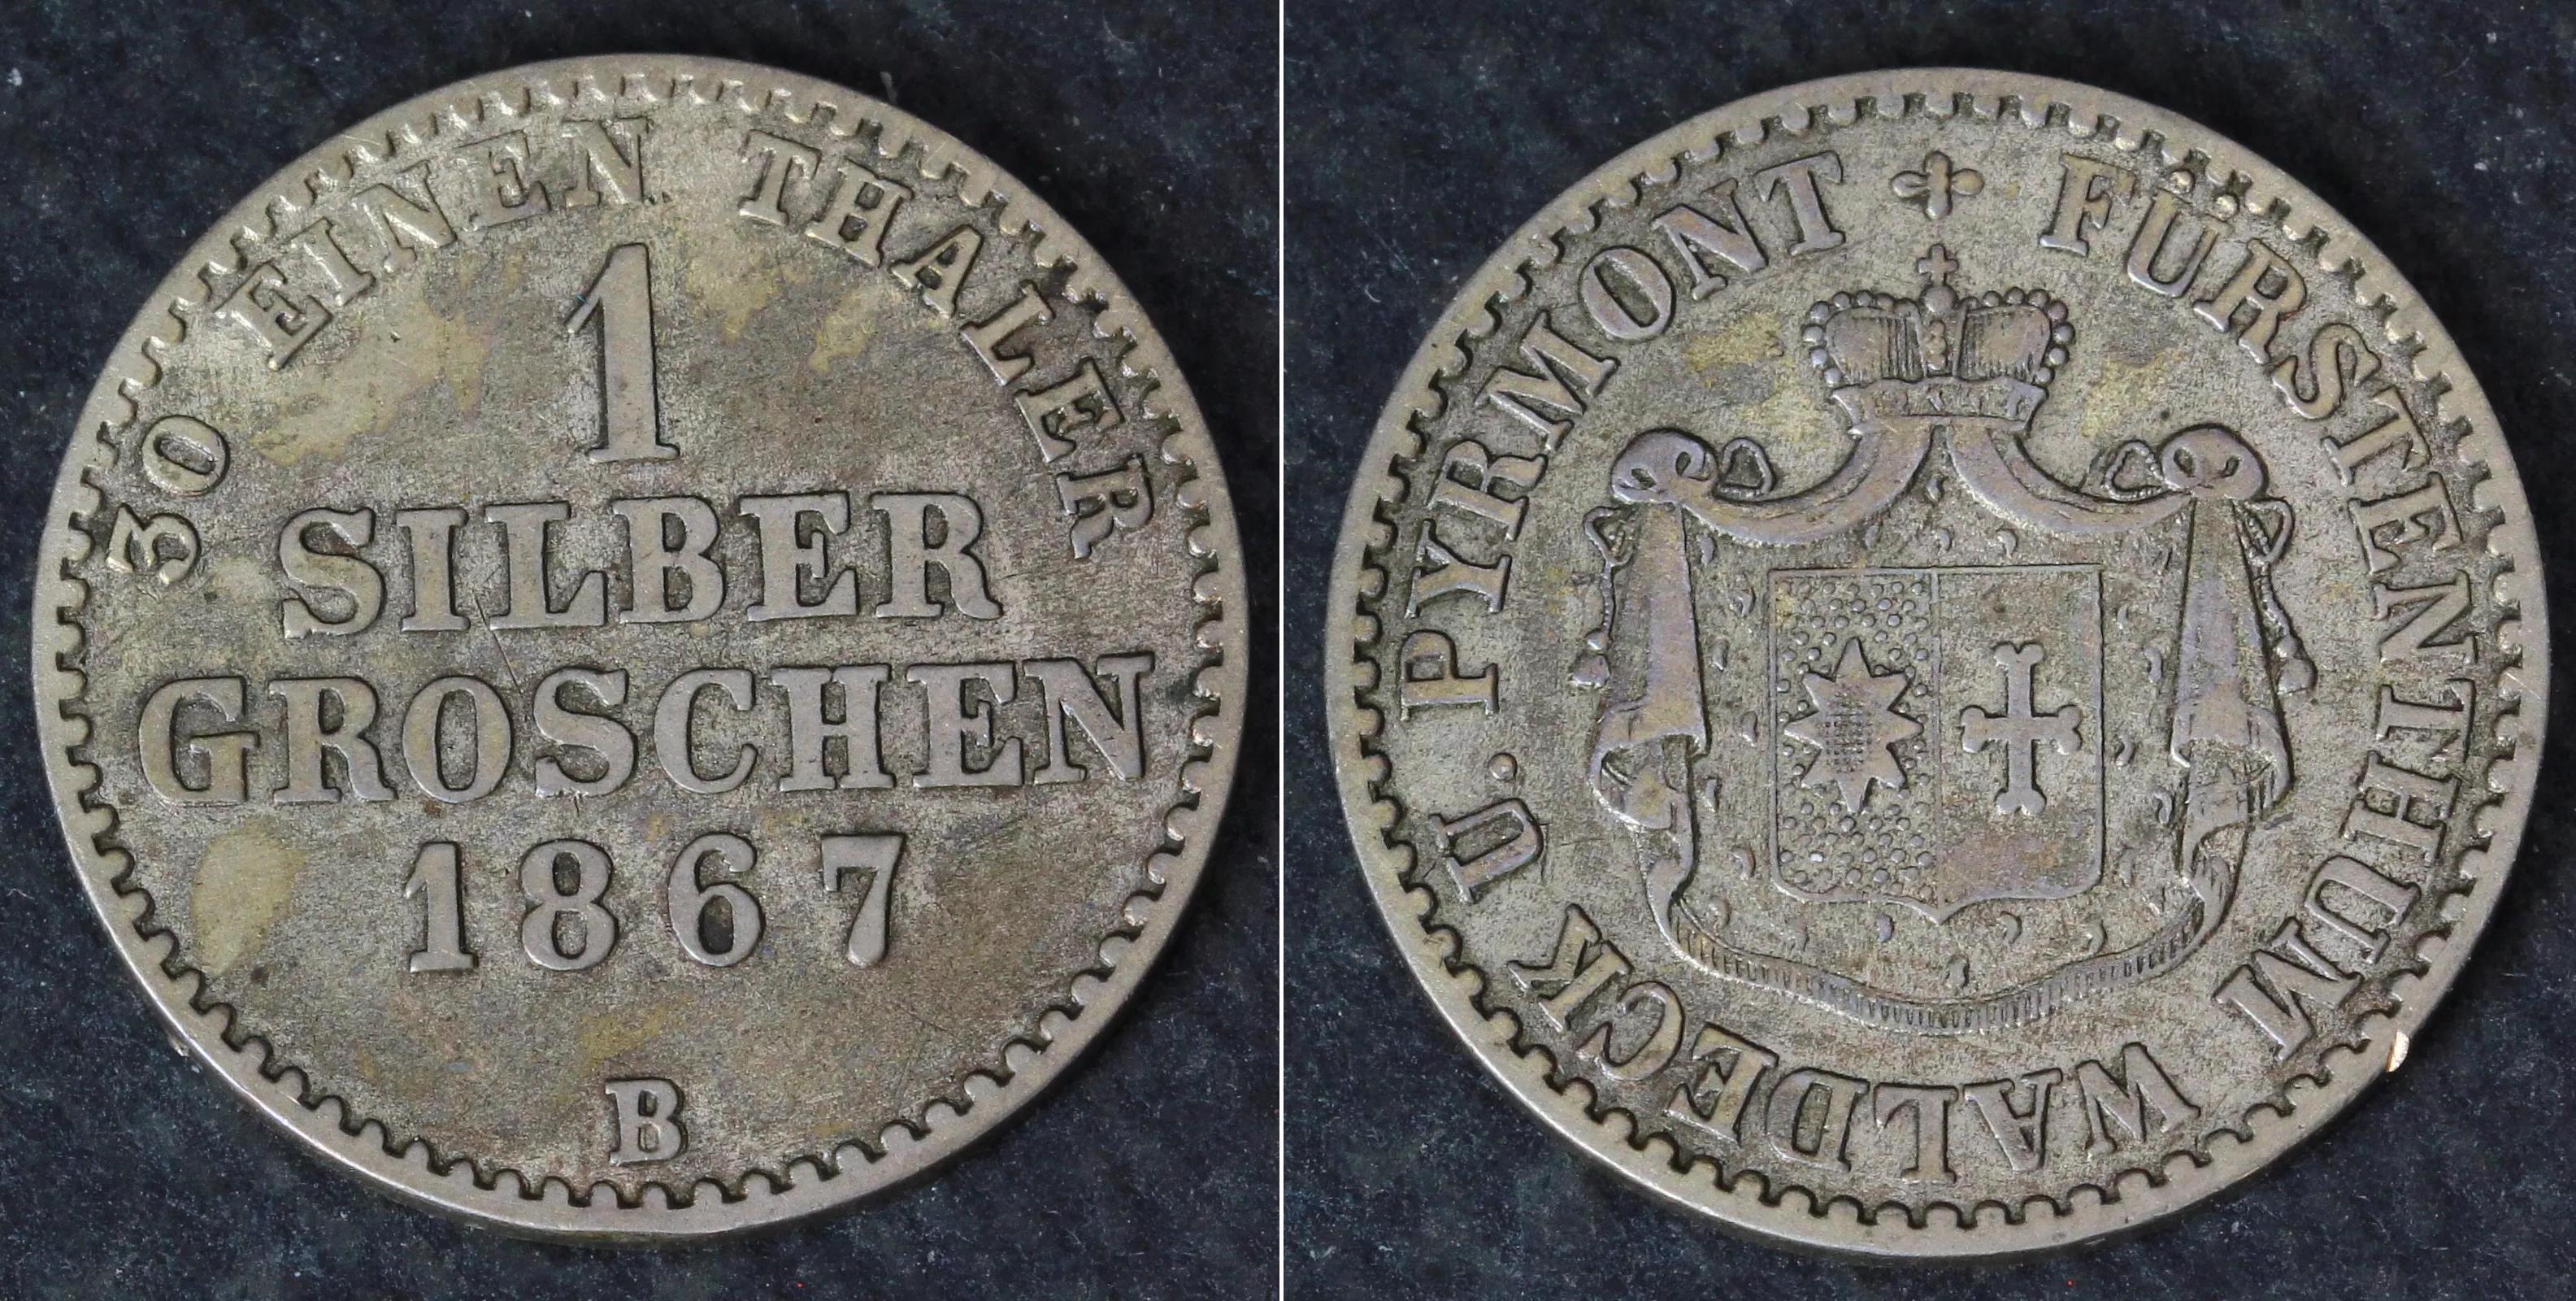 30 EINEN THALER
1
SILBER
GROSCHEN
1867
B
FÜRSTENTHUM WALDECK U. PYRMONT